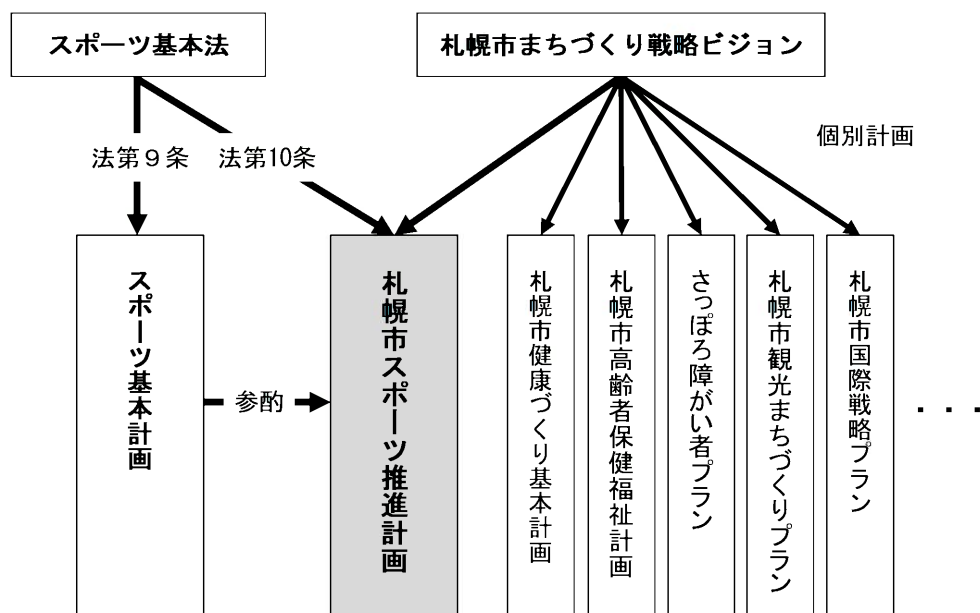 スポーツ基本法
札幌市まちづくり戦略ビジョン
法第９条
法第10条
個別計画
スポーツ基本計画
参酌
札幌市スポーツ推進計画
札幌市健康づくり基本計画
札幌市高齢者保健福祉計画
さっぽろ障がい者プラン
札幌市観光まちづくりプラン
札幌市国際戦略プラン
・・・